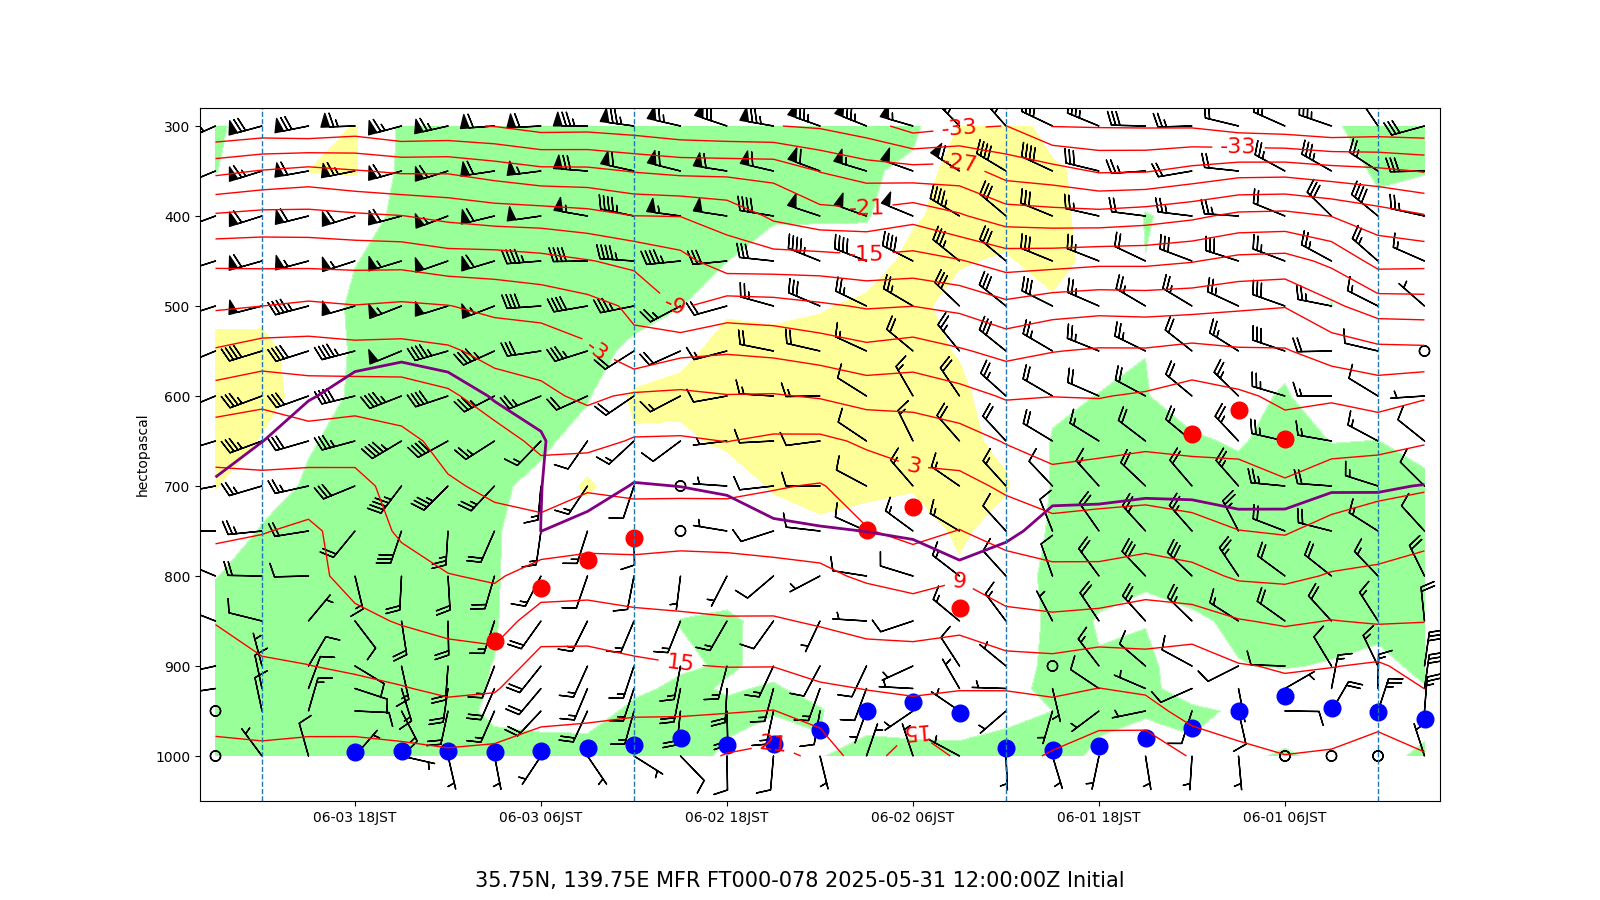 300
400
500
600
700
800
900
1000
hectopascal
-33
-33
-27
-21
-15
-9
-3
3
9
15
15
21
06-03 18JST
06-03 06JST
06-02 18JST
06-02 06JST
06-01 18JST
06-01 06JST
35.75N, 139.75E MFR FT000-078 2025-05-31 12:00:00Z Initial